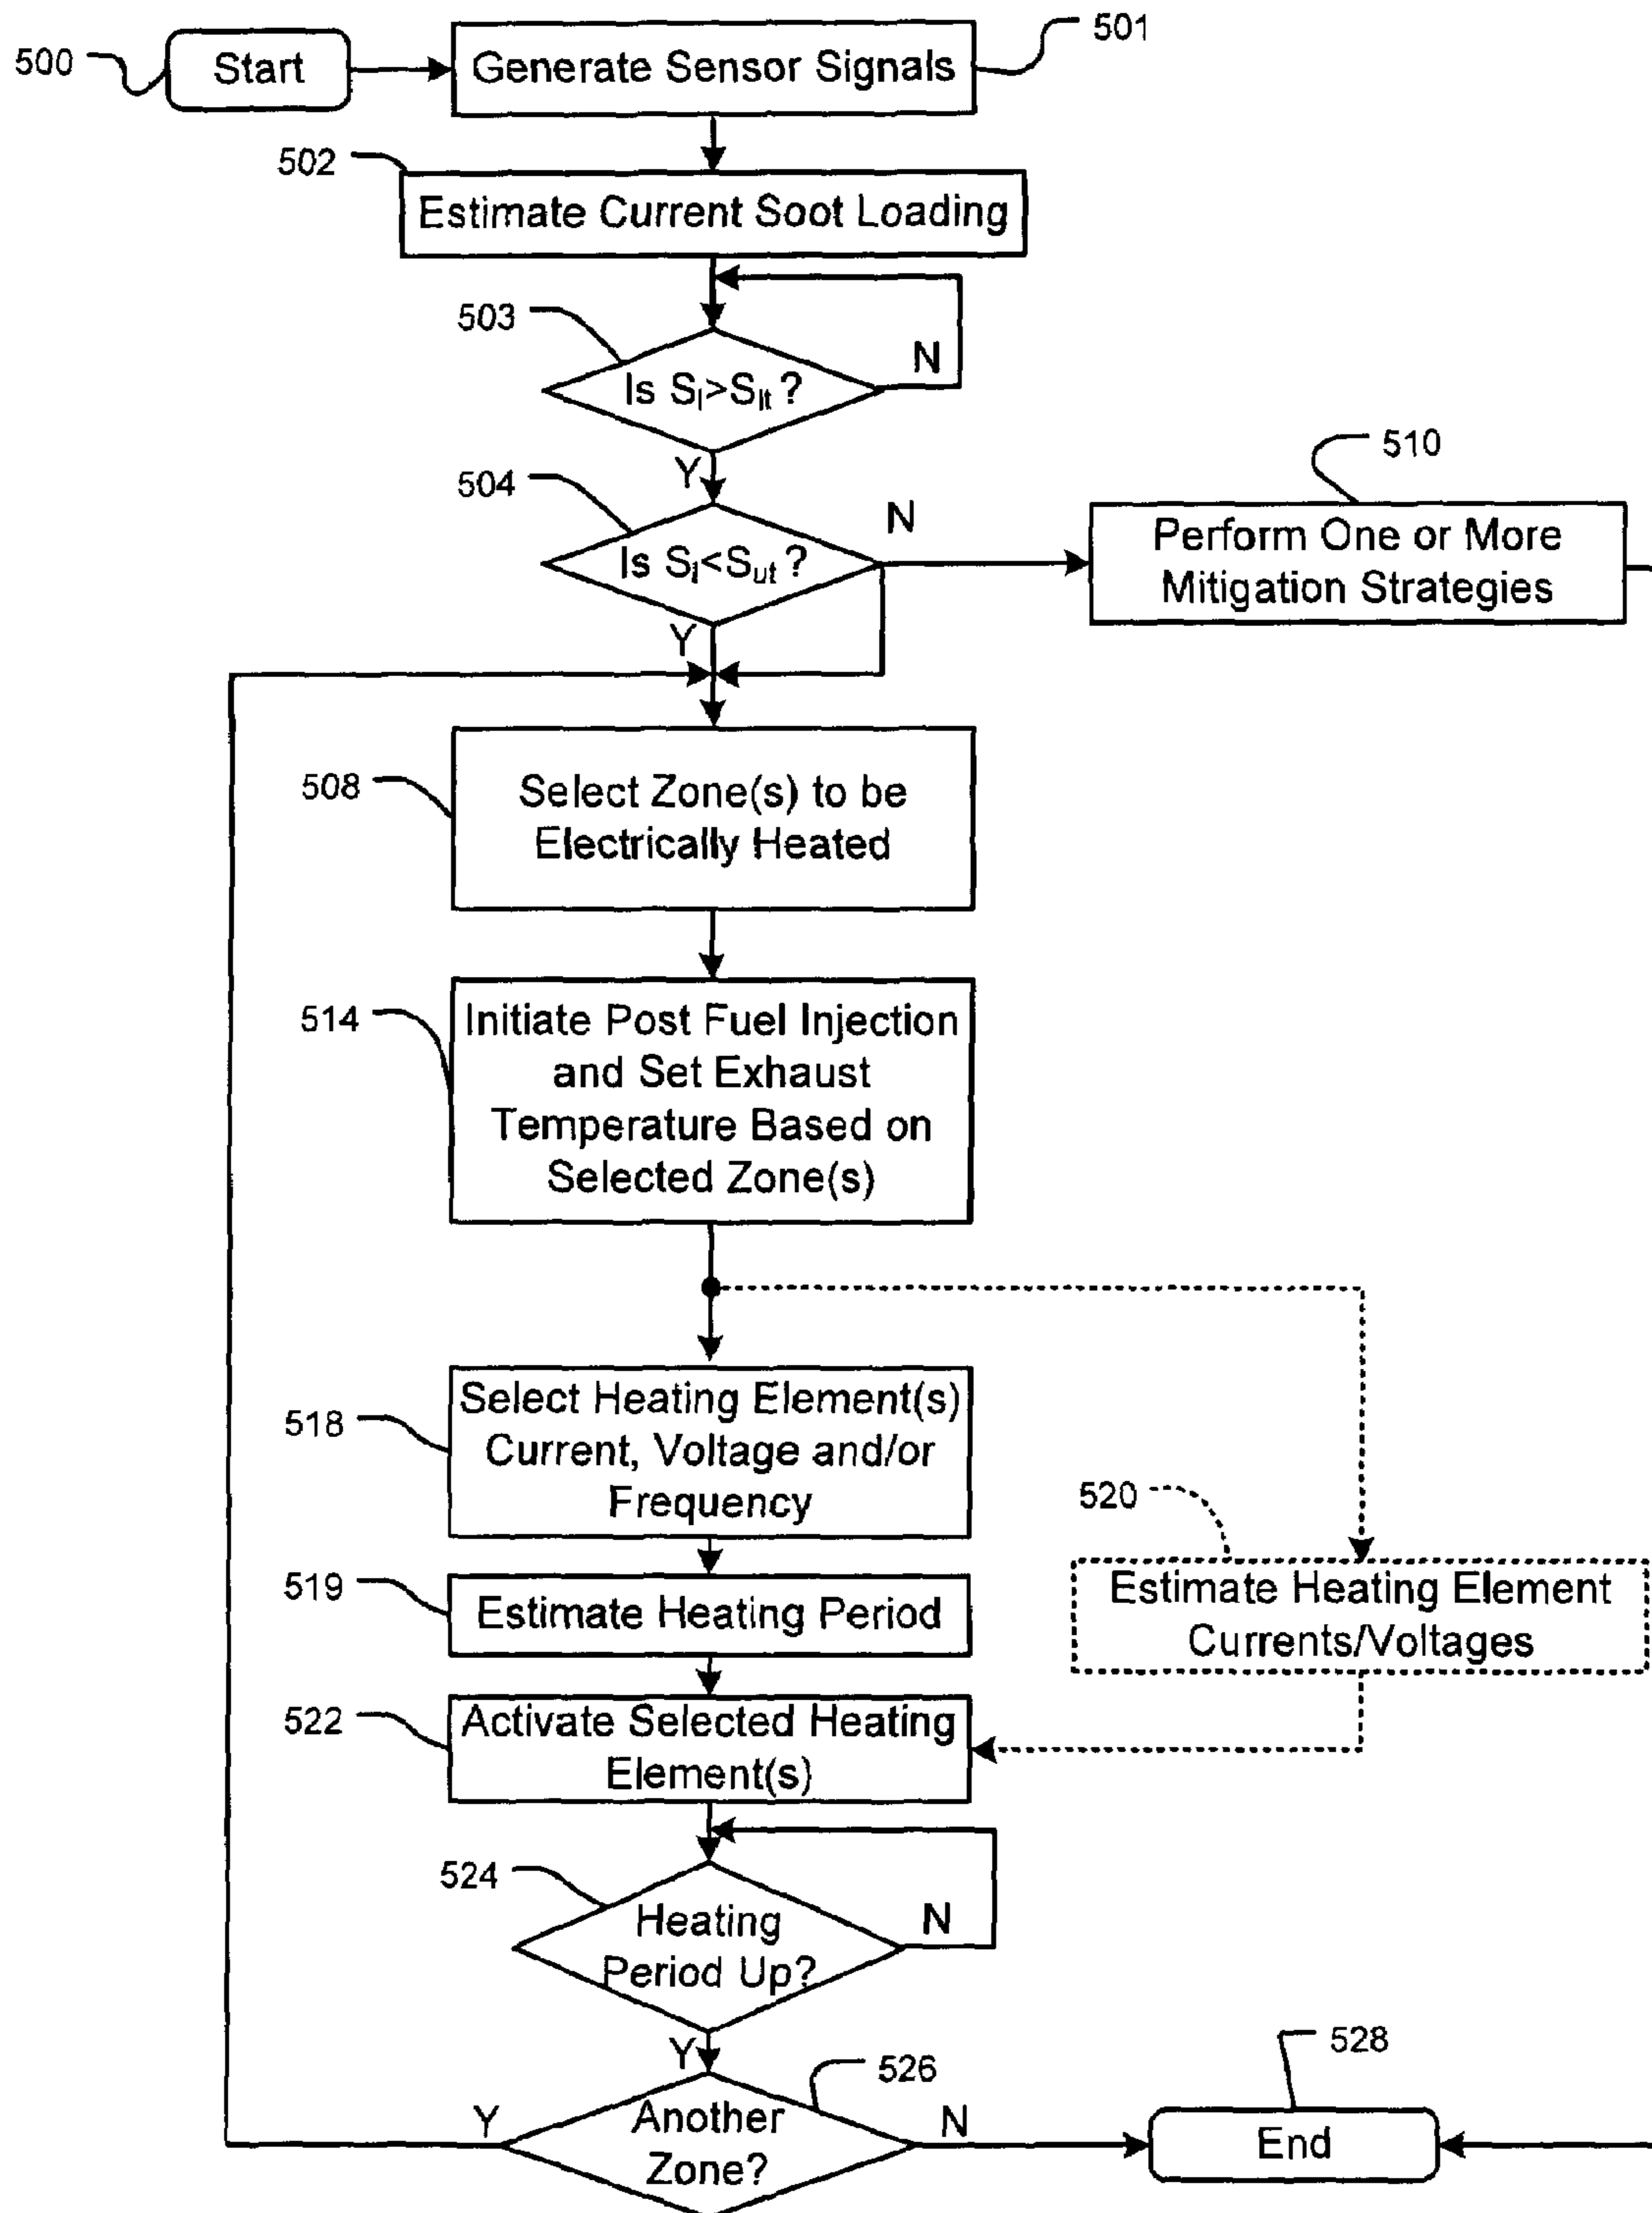 500
Start
Generate Sensor Signals
501
502
Estimate Current Soot Loading
503
Is Sl>Slt ?
N
Y
504
Is Sl<Sut ?
N
Y
510
Perform One or More
Mitigation Strategies
508
Select Zone(s) to be
Electrically Heated
514
Initiate Post Fuel Injection
and Set Exhaust
Temperature Based on
Selected Zone(s)
518
Select Heating Element(s)
Current, Voltage and/or
Frequency
520
Estimate Heating Element
Currents/Voltages
519
Estimate Heating Period
522
Activate Selected Heating
Element(s)
524
Heating
Period Up?
N
Y
526
Another
Zone?
Y
N
528
End